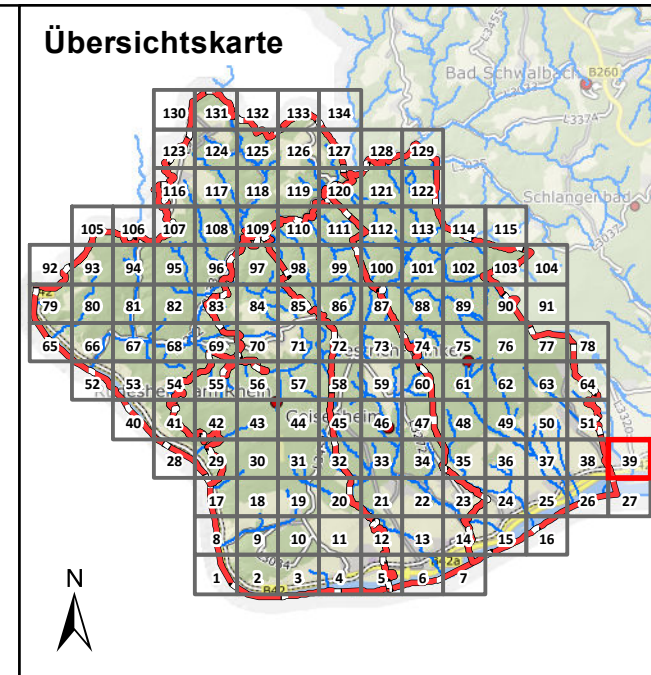 Übersichtskarte
L3455
Bad Schwalbach
B260
L3374
130 131 132 133 134
123 124 125 126 127 128 129
L3035
116 117 118 119 120 121 122
Schlangenbad
L3037
105 106 107 108 109 110 111 112 113 114 115
92 93 94 95 96 97 98 99 100 101 102 103 104
79 80 81 82 83 84 85 86 87 88 89 90 91
65 66 67 68 69 70 71 72 73 74 75 76 77 78
52 53 54 55 56 57 58 59 60 61 62 63 64
L3320
40 41 42 43 44 45 46 47 48 49 50 51
Geisenheim
28 29 30 31 32 33 34 35 36 37 38 39
17 18 19 20 21 22 23 24 25 26 27
8 9 10 11 12 13 14 15 16
L3034
B42a
1 2 3 4 5 6 7
B42
N